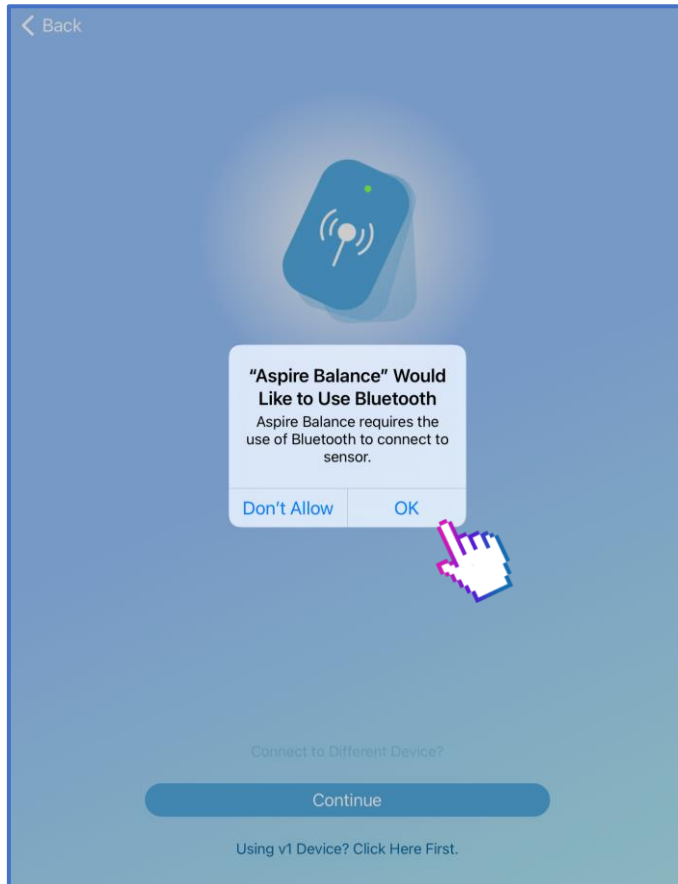 Back
“Aspire Balance” Would
Like to Use Bluetooth
Aspire Balance requires the
use of Bluetooth to connect to
sensor.
Don’t Allow
OK
Connect to Different Device?
Continue
Using v1 Device? Click Here First.